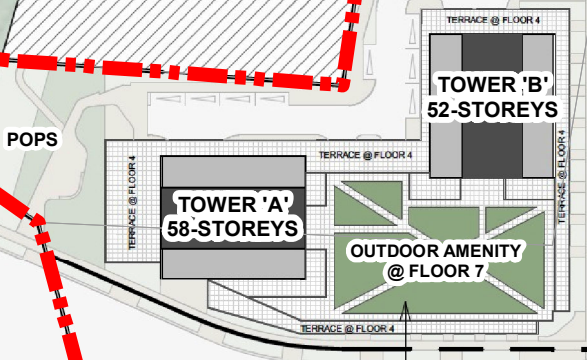 TERRACE @ FLOOR 4
TOWER 'B'
52-STOREYS
POPS
TERRACE @ FLOOR 4
TERRACE @ FLOOR 4
TERRACE @ FLOOR 4
TOWER 'A'
58-STOREYS
OUTDOOR AMENITY
@ FLOOR 7
TERRACE @ FLOOR 4